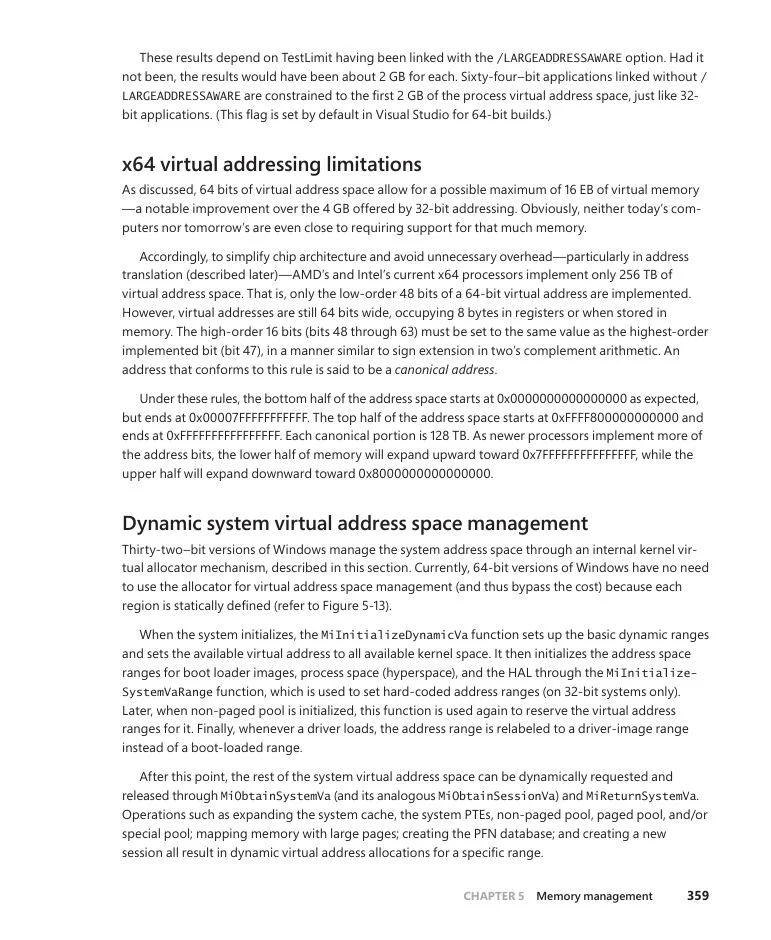 These results depend on TestLimit having been linked with the /LARGEADDRESSAWARE option. Had it
not been, the results would have been about 2 GB for each. Sixty-four–bit applications linked without /
LARGEADDRESSAWARE are constrained to the first 2 GB of the process virtual address space, just like 32-
bit applications. (This flag is set by default in Visual Studio for 64-bit builds.)
x64 virtual addressing limitations
As discussed, 64 bits of virtual address space allow for a possible maximum of 16 EB of virtual memory
—a notable improvement over the 4 GB offered by 32-bit addressing. Obviously, neither today's com-
puters nor tomorrow's are even close to requiring support for that much memory.
Accordingly, to simplify chip architecture and avoid unnecessary overhead—particularly in address
translation (described later)—AMD's and Intel's current x64 processors implement only 256 TB of
virtual address space. That is, only the low-order 48 bits of a 64-bit virtual address are implemented.
However, virtual addresses are still 64 bits wide, occupying 8 bytes in registers or when stored in
memory. The high-order 16 bits (bits 48 through 63) must be set to the same value as the highest-order
implemented bit (bit 47), in a manner similar to sign extension in two's complement arithmetic. An
address that conforms to this rule is said to be a canonical address.
Under these rules, the bottom half of the address space starts at 0x0000000000000000 as expected,
but ends at 0x00007FFFFFFFFFFF. The top half of the address space starts at 0xFFFF800000000000 and
ends at 0xFFFFFFFFFFFFFFFF. Each canonical portion is 128 TB. As newer processors implement more of
the address bits, the lower half of memory will expand upward toward 0x7FFFFFFFFFFFFFFF, while the
upper half will expand downward toward 0x8000000000000000.
Dynamic system virtual address space management
Thirty-two–bit versions of Windows manage the system address space through an internal kernel vir-
tual allocator mechanism, described in this section. Currently, 64-bit versions of Windows have no need
to use the allocator for virtual address space management (and thus bypass the cost) because each
region is statically defined (refer to Figure 5-13).
When the system initializes, the MiInitializeDynamicVa function sets up the basic dynamic ranges
and sets the available virtual address to all available kernel space. It then initializes the address space
ranges for boot loader images, process space (hyperspace), and the HAL through the MiInitialize-
SystemVaRange function, which is used to set hard-coded address ranges (on 32-bit systems only).
Later, when non-paged pool is initialized, this function is used again to reserve the virtual address
ranges for it. Finally, whenever a driver loads, the address range is relabeled to a driver-image range
instead of a boot-loaded range.
After this point, the rest of the system virtual address space can be dynamically requested and
released through MiObtainSystemVa (and its analogous MiObtainSessionVa) and MiReturnSystemVa.
Operations such as expanding the system cache, the system PTEs, non-paged pool, paged pool, and/or
special pool; mapping memory with large pages; creating the PFN database; and creating a new
session all result in dynamic virtual address allocations for a specific range.
CHAPTER 5 Memory management 359